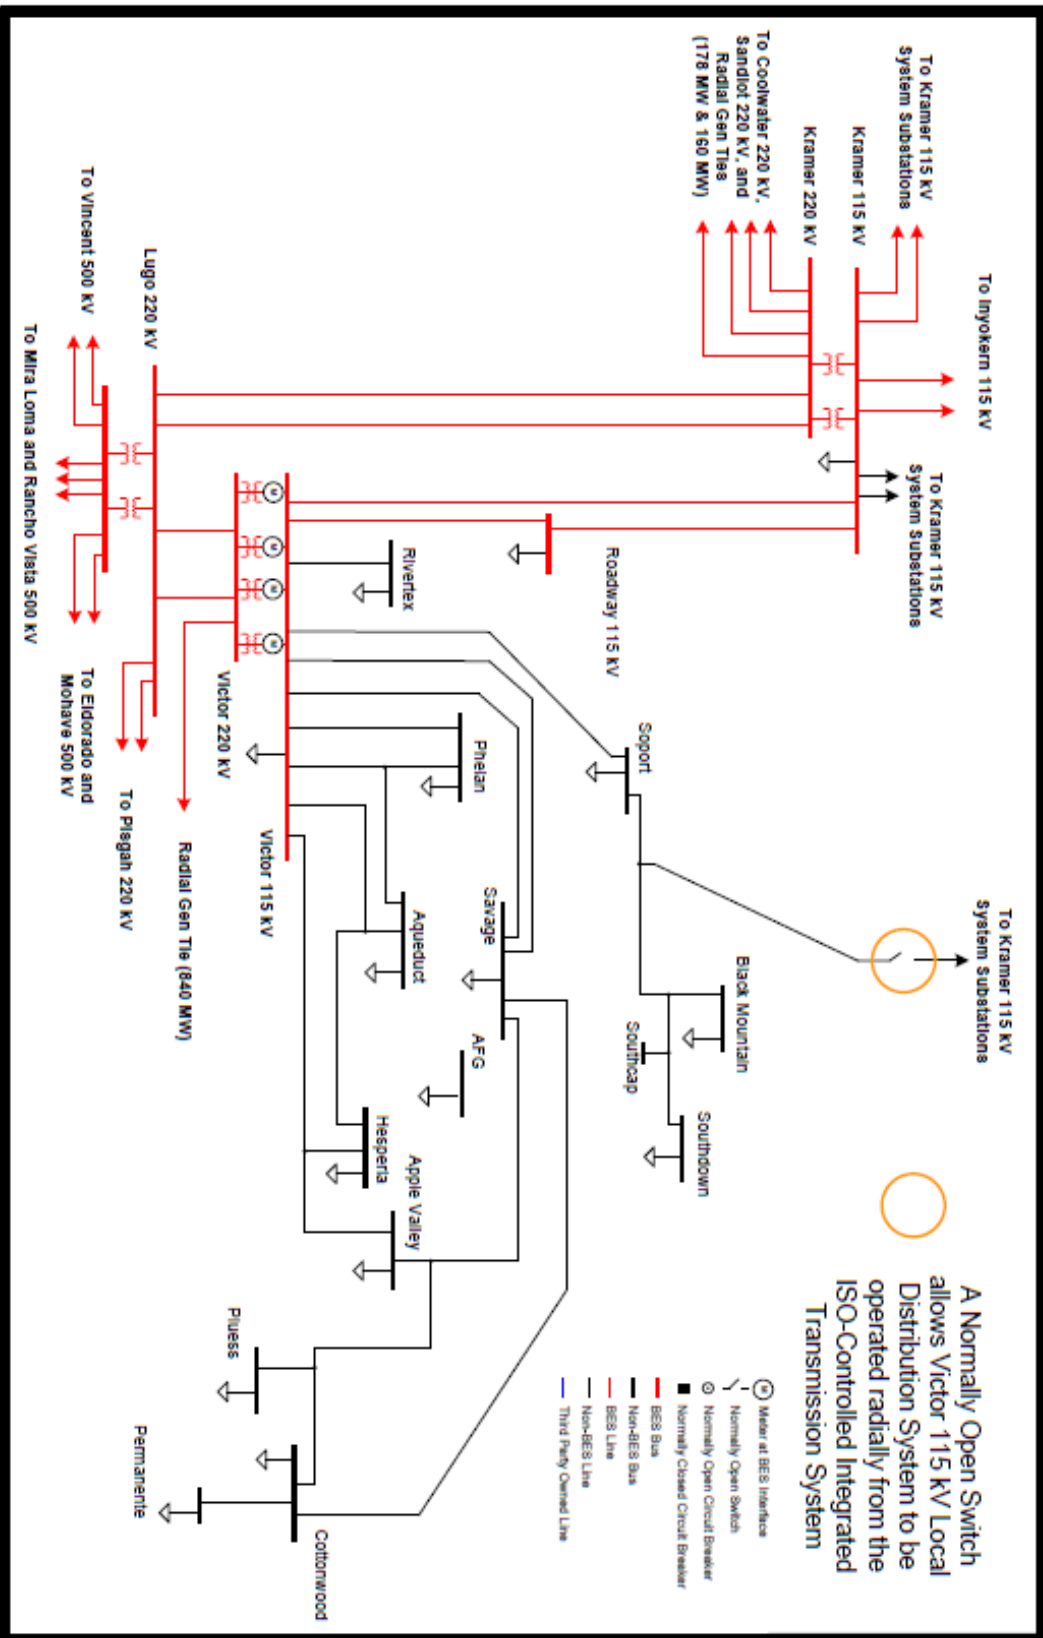 To Kramer 115 kV
System Substations
To Inyokern 115 kV
To Kramer 115 kV
System Substations
To Kramer 115 kV
System Substations
A Normally Open Switch
allows Victor 115 kV Local
Distribution System to be
operated radially from the
ISO-Controlled Integrated
Transmission System
To Coolwater 220 kV,
Sandlot 220 kV, and
Radial Gen Ties
(178 MW & 160 MW)
Kramer 115 kV
Kramer 220 kV
Roadway 115 kV
Soport
Black Mountain
Southcap
Southdown
M Meter at BES Interface
Normally Open Switch
Normally Open Circuit Breaker
Normally Closed Circuit Breaker
BES Bus
Non-BES Bus
BES Line
Non-BES Line
Third Party Owned Line
Rivertex
Phelan
Savage
AFG
Aqueduct
Hesperia
Apple Valley
M
M
M
M
Victor 115 kV
Victor 220 kV
Pluess
Cottonwood
Permanente
Lugo 220 kV
Radial Gen Tie (840 MW)
To Pisgah 220 kV
To Vincent 500 kV
To Eldorado and
Mohave 500 kV
To Mira Loma and Rancho Vista 500 kV